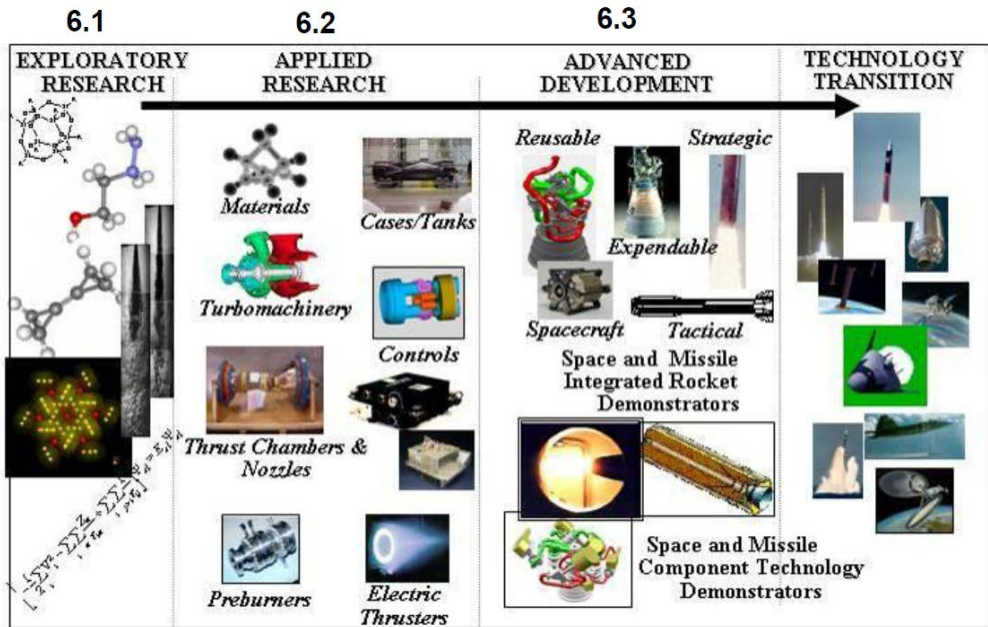 6.1
6.2
6.3
EXPLORATORY
RESEARCH
APPLIED
RESEARCH
ADVANCED
DEVELOPMENT
TECHNOLOGY
TRANSITION
Materials
Cases/Tanks
Turbomachinery
Controls
Thrust Chambers &
Nozzles
Preburners
Electric
Thrusters
Reusable
Strategic
Expendable
Spacecraft
Tactical
Space and Missile
Integrated Rocket
Demonstrators
Space and Missile
Component Technology
Demonstrators